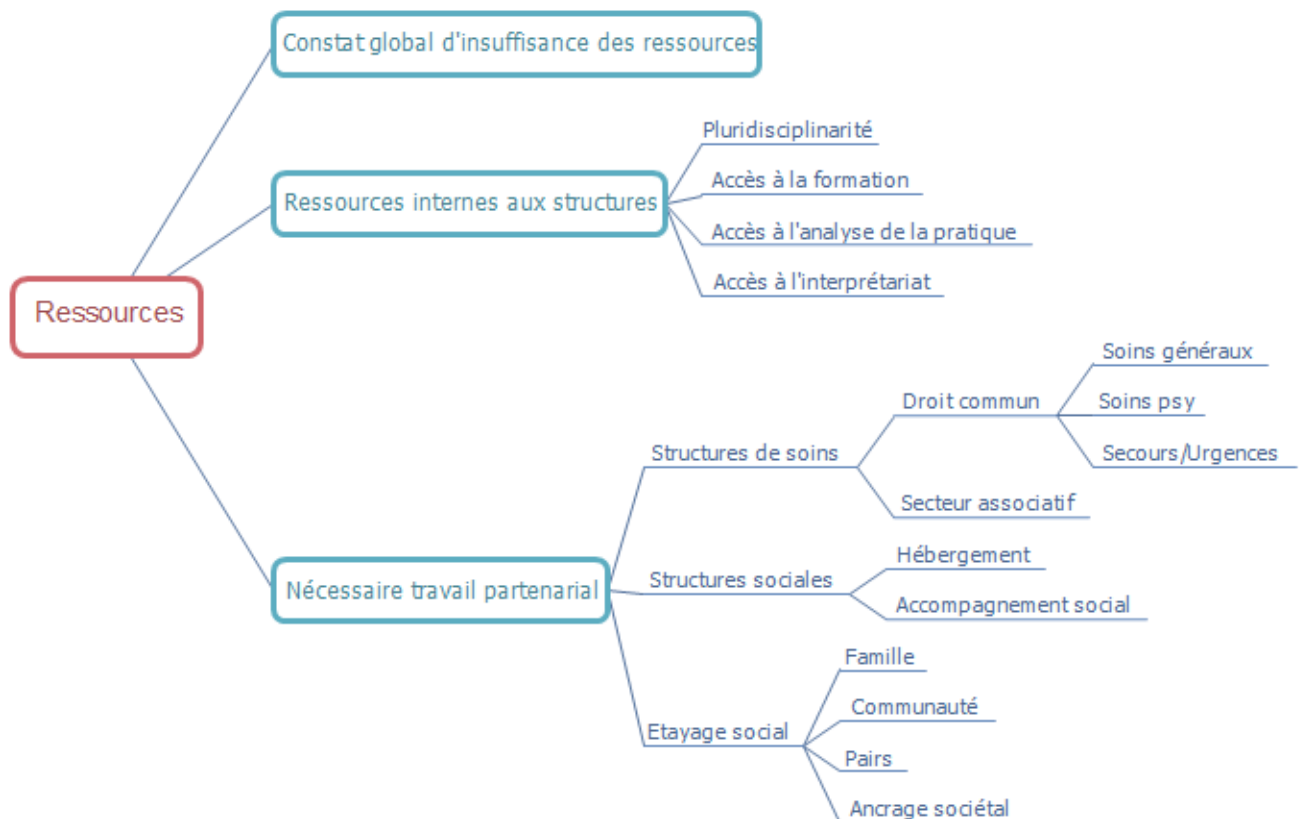 Constat global d'insuffisance des ressources
Pluridisciplinarité
Accès à la formation
Ressources internes aux structures
Accès à l'analyse de la pratique
Accès à l'interprétariat
Ressources
Soins généraux
Droit commun
Soins psy
Structures de soins
Secours/Urgences
Secteur associatif
Hébergement
Structures sociales
Nécessaire travail partenarial
Accompagnement social
Famille
Communauté
Etayage social
Pairs
Ancrage sociétal